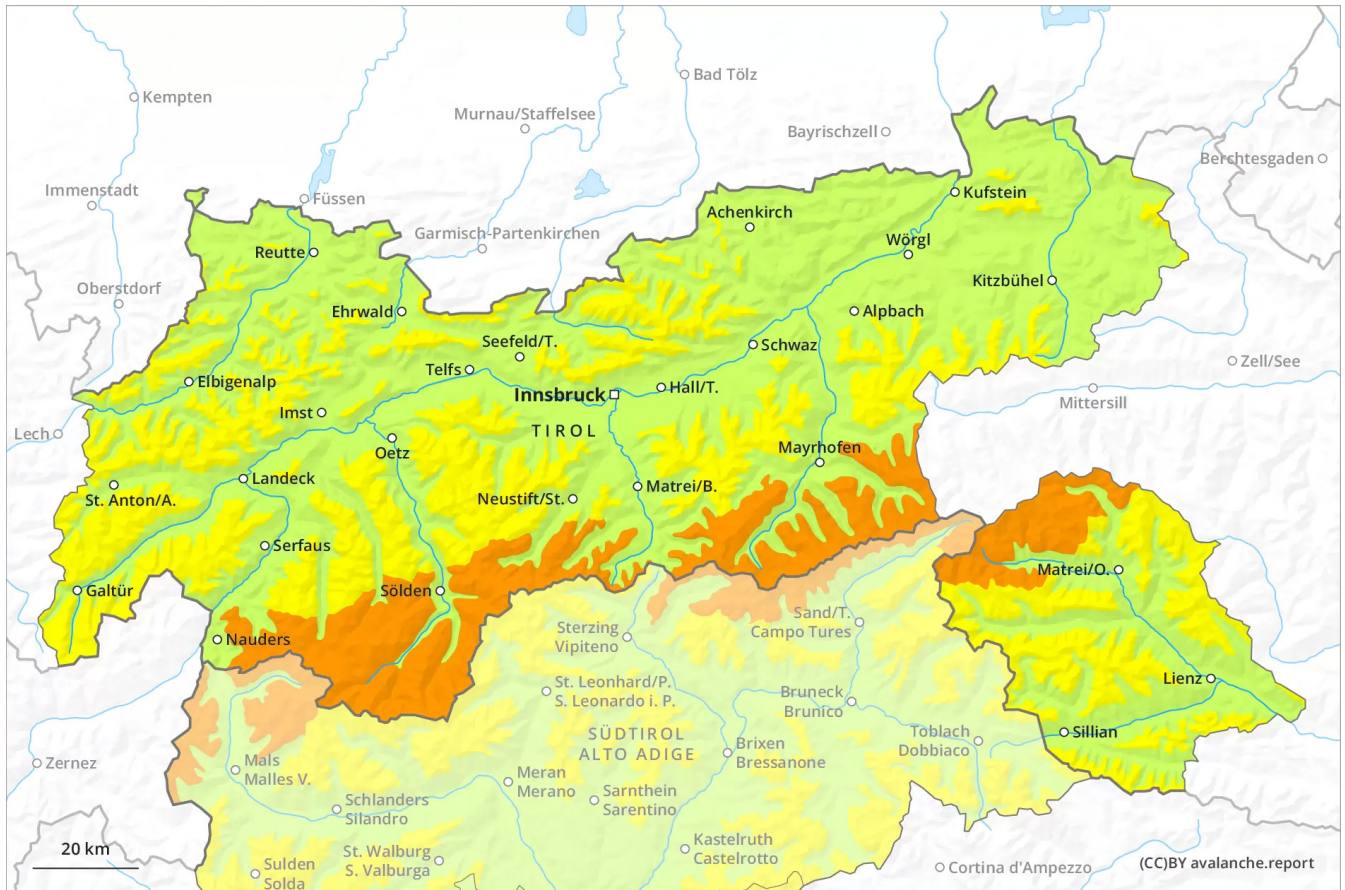 Bad Tölz
Kempten
Murnau/Staffelsee
Bayrischzell
Berchtesgaden
Immenstadt
Füssen
Kufstein
Achenkirch
Garmisch-Partenkirchen
Wörgl
Reutte
Kitzbühel
Oberstdorf
Ehrwald
Alpbach
Seefeld/T.
Schwaz
Zell/See
Telfs
Elbigenalp
Hall/T.
Innsbruck
Mittersill
Imst
TIROL
Lech
Mayrhofen
Oetz
Landeck
Matrei/B.
St. Anton/A.
Neustift/St.
Serfaus
Matrei/O.
Galtür
Sölden
Sand/T.
Campo Tures
Sterzing
Vipiteno
Nauders
Lienz
St. Leonhard/P.
S. Leonardo i. P.
Bruneck
Brunico
SÜDTIROL
ALTO ADIGE
Toblach
Dobbiaco
Sillian
Brixen
Bressanone
Zernez
Mals
Malles V.
Meran
Merano
Schlanders
Silandro
Sarnthein
Sarentino
20 km
St. Walburg
S. Valburga
Kastelruth
Castelrotto
Sulden
Solda
Cortina d'Ampezzo
(CC)BY avalanche.report